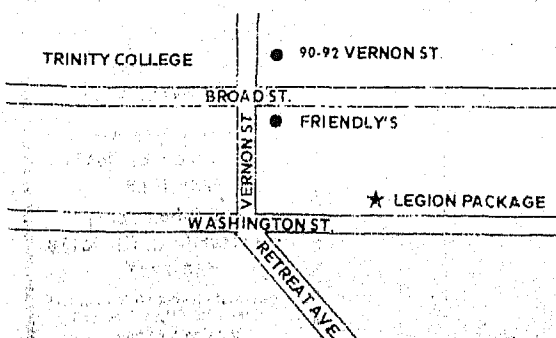 TRINITY COLLEGE
90-92 VERNON ST.
BROAD ST.
FRIENDLY'S
VERNON ST
LEGION PACKAGE
WASHINGTON ST.
RETREAT AVE.